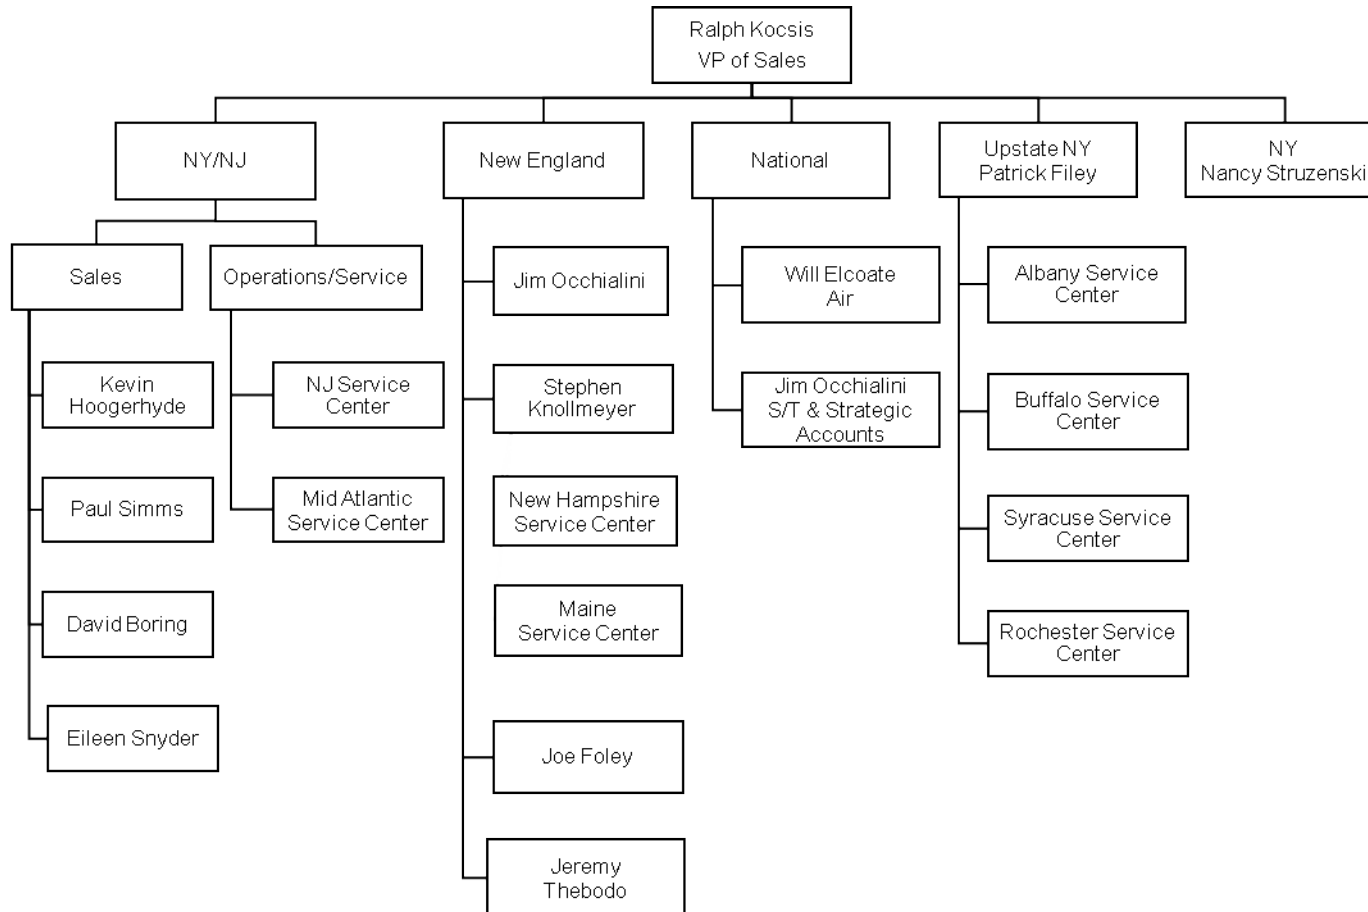 Ralph Kocsis
VP of Sales
NY/NJ
New England
National
Upstate NY
Patrick Filey
NY
Nancy Struzenski
Sales
Operations/Service
Jim Occhialini
Will Elcoate
Air
Albany Service
Center
Kevin
Hoogerhyde
NJ Service
Center
Stephen
Knollmeyer
Jim Occhialini
S/T & Strategic
Accounts
Buffalo Service
Center
Paul Simms
Mid Atlantic
Service Center
New Hampshire
Service Center
Syracuse Service
Center
David Boring
Maine
Service Center
Rochester Service
Center
Eileen Snyder
Joe Foley
Jeremy
Thebodo